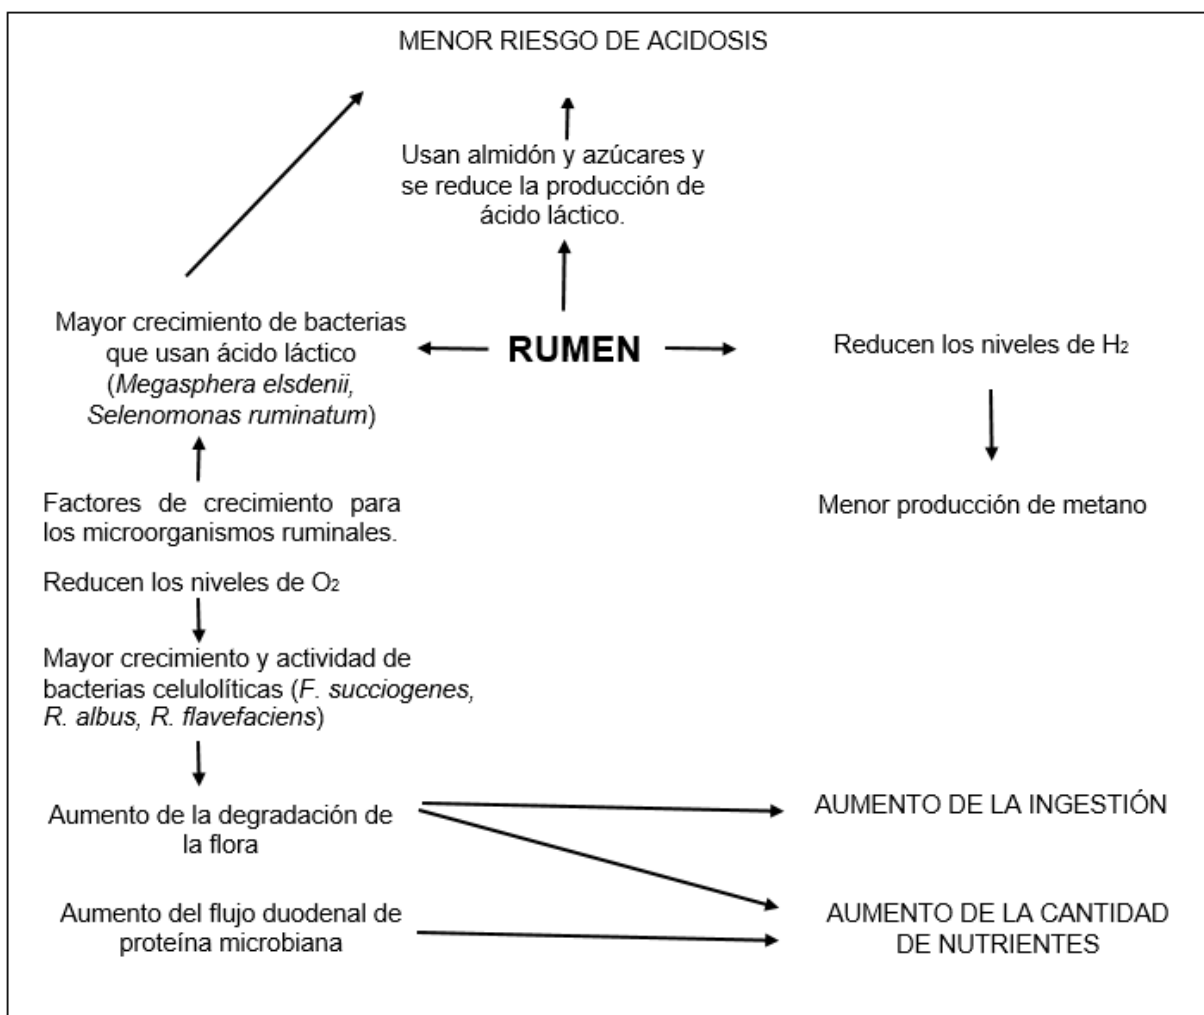 MENOR RIESGO DE ACIDOSIS
Usan almidón y azúcares y
se reduce la producción de
ácido láctico.
Mayor crecimiento de bacterias
que usan ácido láctico
(Megasphera elsdenii,
Selenomonas ruminatum)
RUMEN
Reducen los niveles de H2
Factores de crecimiento para
los microorganismos ruminales.
Menor producción de metano
Reducen los niveles de O2
Mayor crecimiento y actividad de
bacterias celulolíticas (F. succiogenes,
R. albus, R. flavefaciens)
Aumento de la degradación de
la flora
AUMENTO DE LA INGESTIÓN
Aumento del flujo duodenal de
proteína microbiana
AUMENTO DE LA CANTIDAD
DE NUTRIENTES